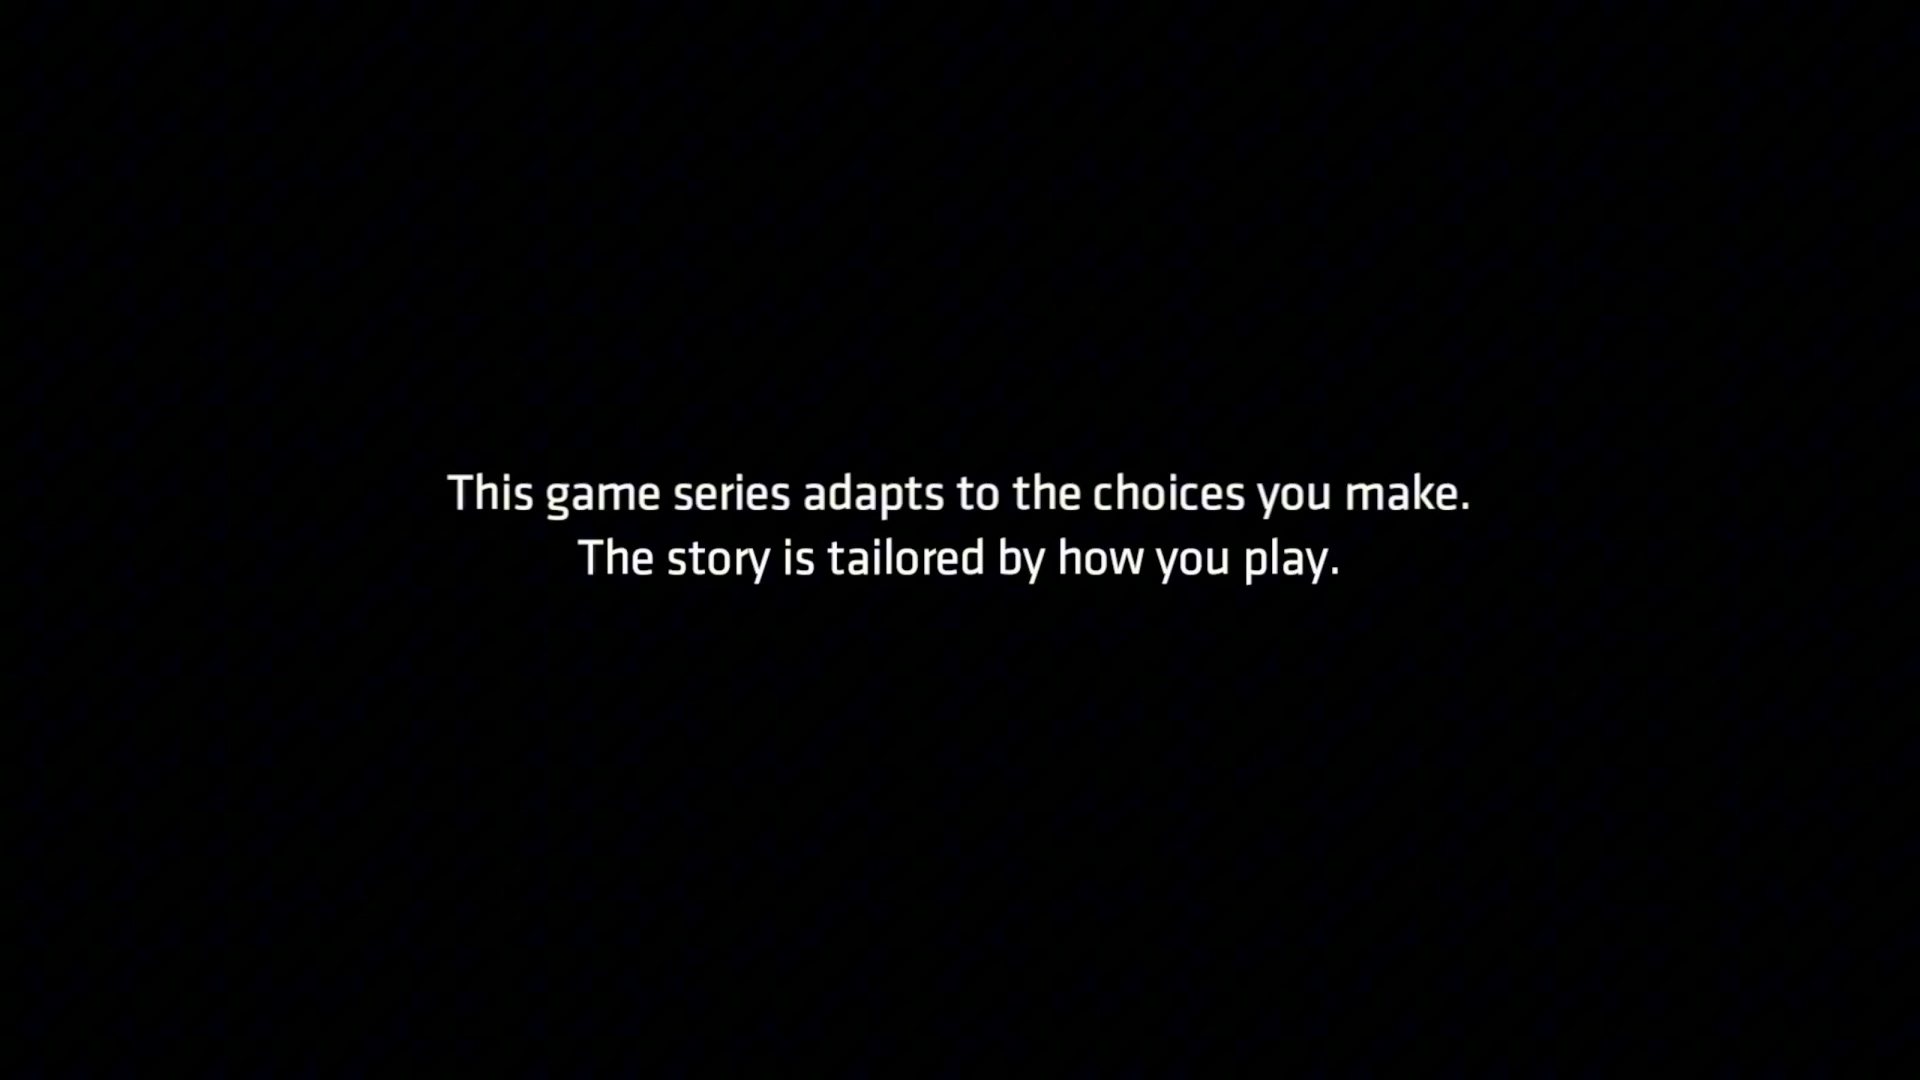 This game series adapts to the choices you make.
The story is tailored by how you play.